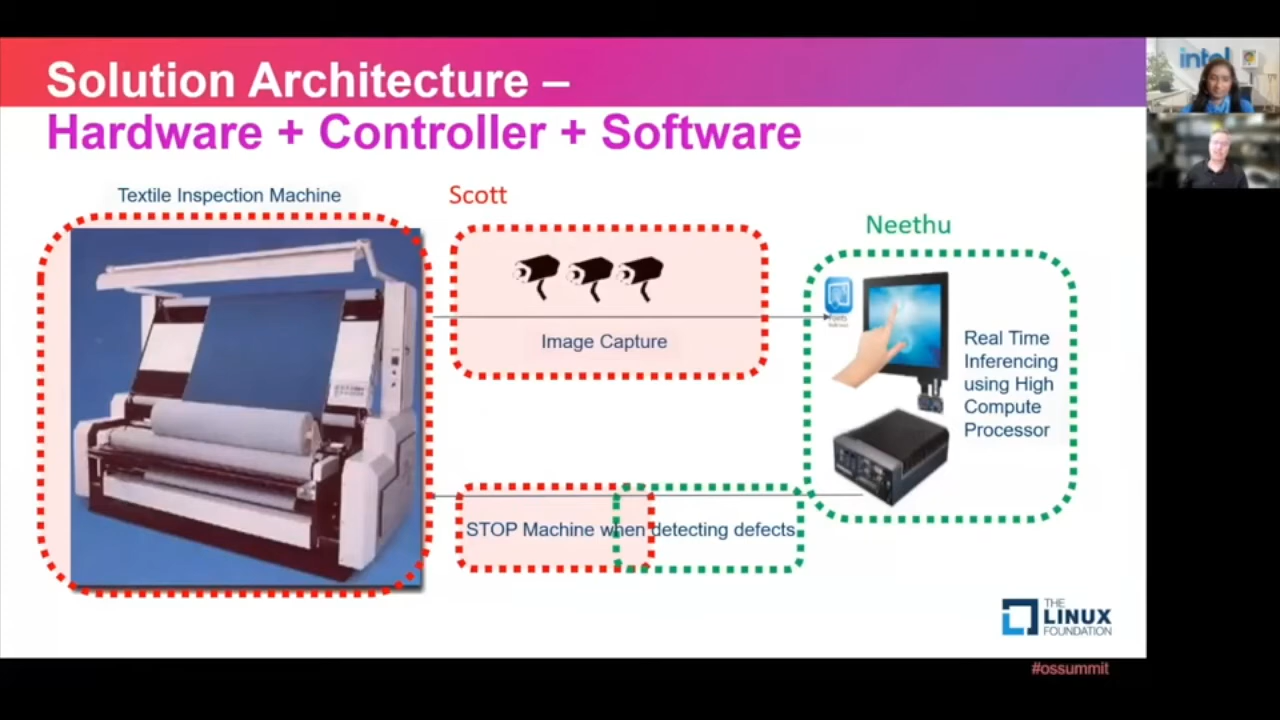 Solution Architecture –
Hardware + Controller + Software
Textile Inspection Machine
Scott
Neethu
Image Capture
Real Time
Inferencing
using High
Compute
Processor
STOP Machine when detecting defects
THE
LINUX
FOUNDATION
#ossummit
intel